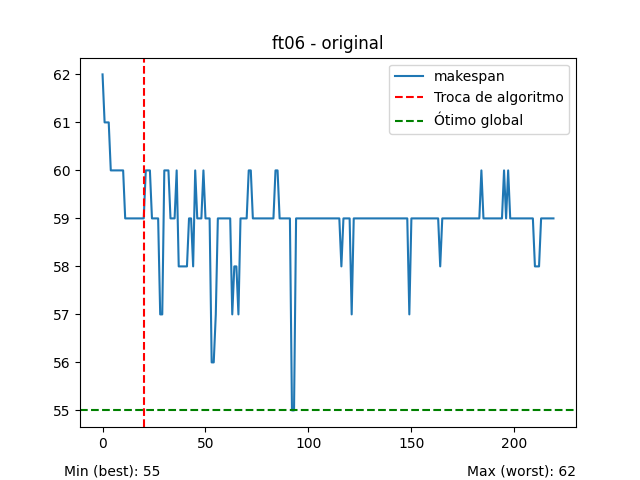 ft06 - original
makespan
Troca de algoritmo
Ótimo global
62
61
60
59
58
57
56
55
0 50 100 150 200
Min (best): 55 Max (worst): 62